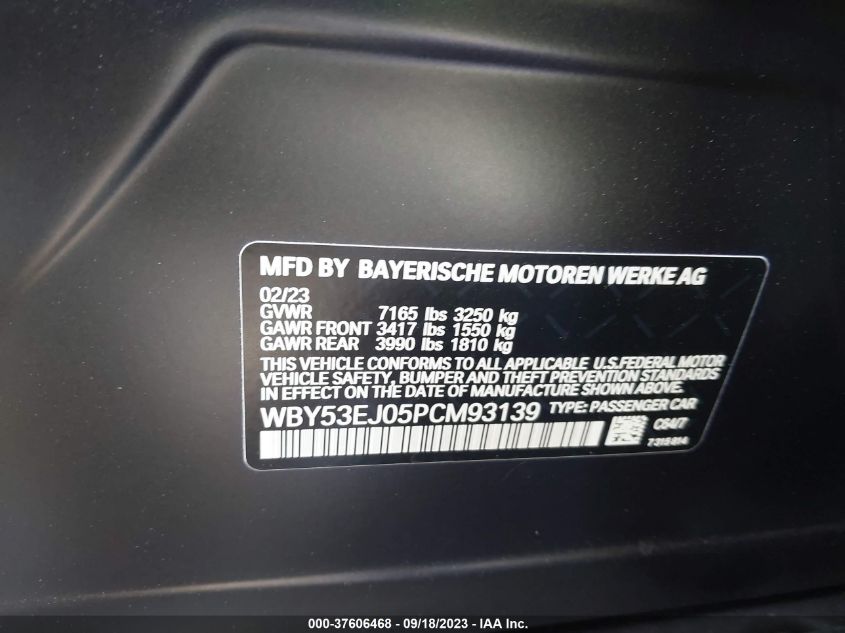 MFD BY BAYERISCHE MOTOREN WERKE AG
02/23
GVWR 7165 lbs 3250 kg
GAWR FRONT 3417 lbs 1550 kg
GAWR REAR 3990 lbs 1810 kg
THIS VEHICLE CONFORMS TO ALL APPLICABLE U.S.FEDERAL MOTOR
VEHICLE SAFETY, BUMPER AND THEFT PREVENTION STANDARDS
IN EFFECT ON THE DATE OF MANUFACTURE SHOWN ABOVE.
WBY53EJ05PCM93139 TYPE: PASSENGER CAR
C64/7
7315814
000-37606468 - 09/18/2023 - IAA Inc.